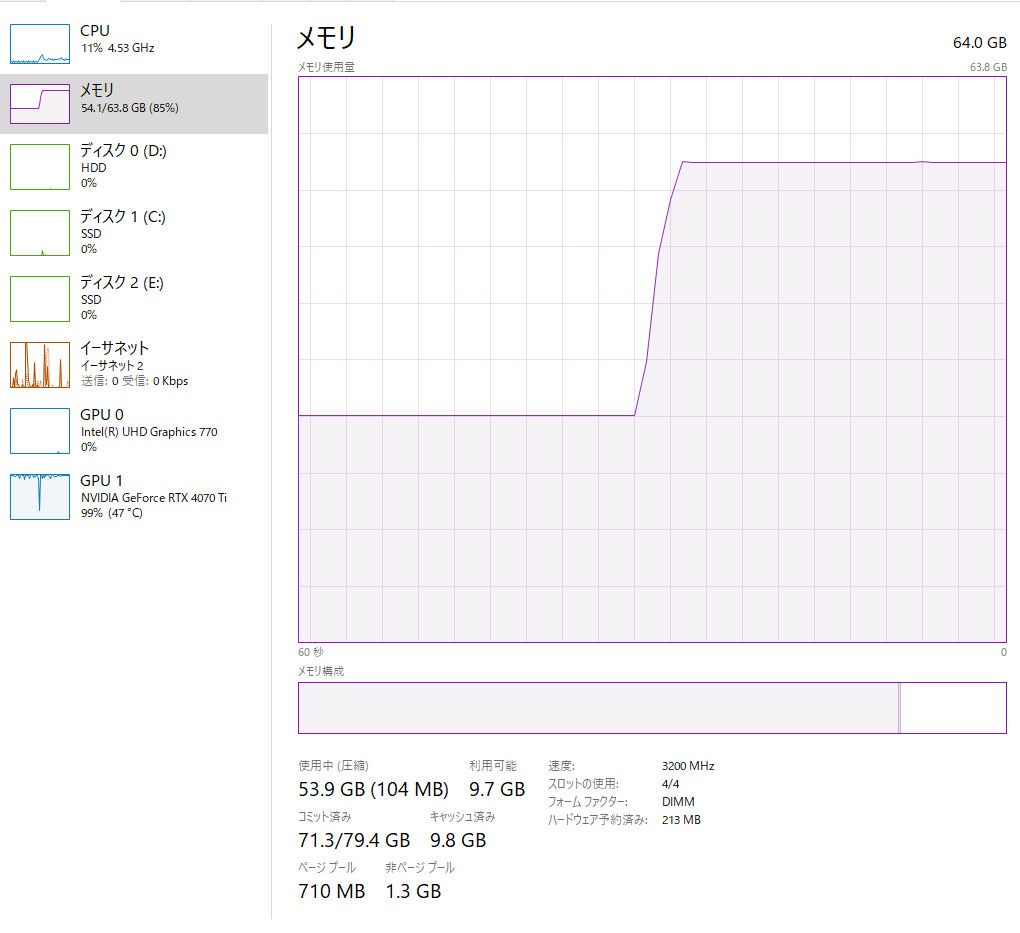 CPU
11% 4.53 GHz
メモリ
54.1/63.8 GB (85%)
ディスク 0 (D:)
HDD
0%
ディスク 1 (C:)
SSD
0%
ディスク 2 (E:)
SSD
0%
イーサネット
イーサネット 2
送信: 0 受信: 0 Kbps
GPU 0
Intel(R) UHD Graphics 770
0%
GPU 1
NVIDIA GeForce RTX 4070 Ti
99% (47 °C)
メモリ
64.0 GB
メモリ使用量
63.8 GB
60 秒
0
メモリ構成
使用中 (圧縮)
53.9 GB (104 MB)
利用可能
9.7 GB
コミット済み
71.3/79.4 GB
キャッシュ済み
9.8 GB
ページ プール
710 MB
非ページ プール
1.3 GB
速度: 3200 MHz
スロットの使用: 4/4
フォーム ファクター: DIMM
ハードウェア予約済み: 213 MB